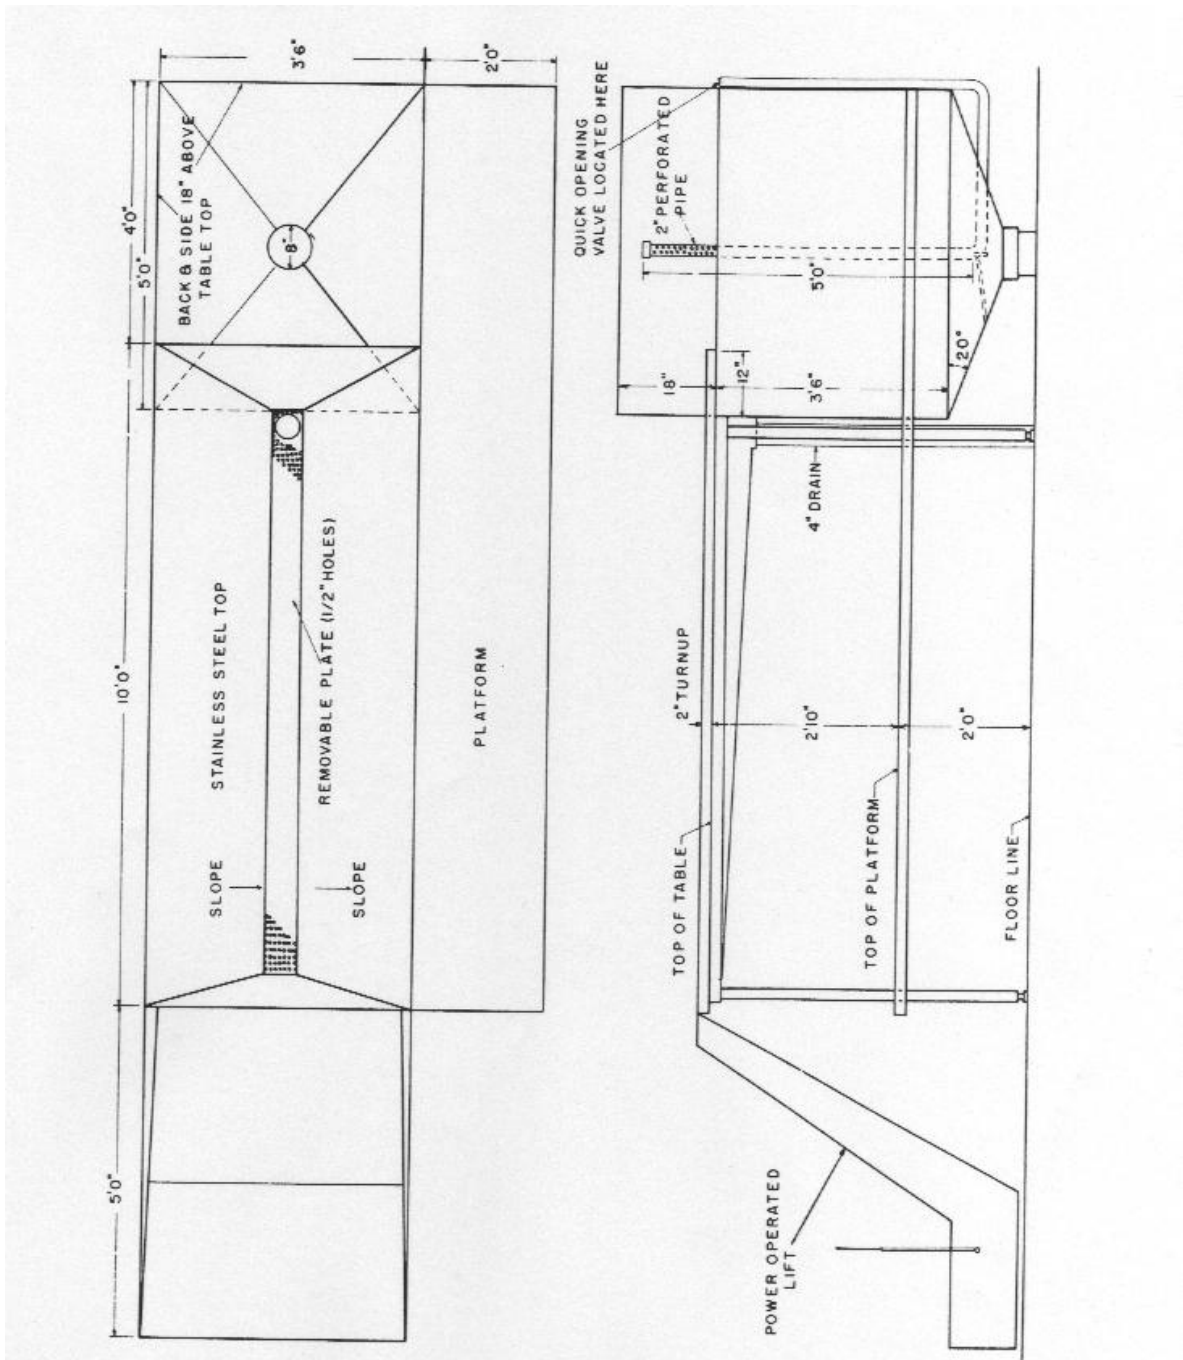 3'6"
2'0"
4'0"
5'0"
BACK & SIDE 18" ABOVE
TABLE TOP
8"
10'0"
STAINLESS STEEL TOP
REMOVABLE PLATE (1/2" HOLES)
SLOPE
SLOPE
PLATFORM
5'0"
QUICK OPENING
VALVE LOCATED HERE
2" PERFORATED
PIPE
5'0"
18"
12"
3'6"
20°
4" DRAIN
2" TURNUP
2'10"
2'0"
TOP OF TABLE
TOP OF PLATFORM
FLOOR LINE
POWER OPERATED
LIFT